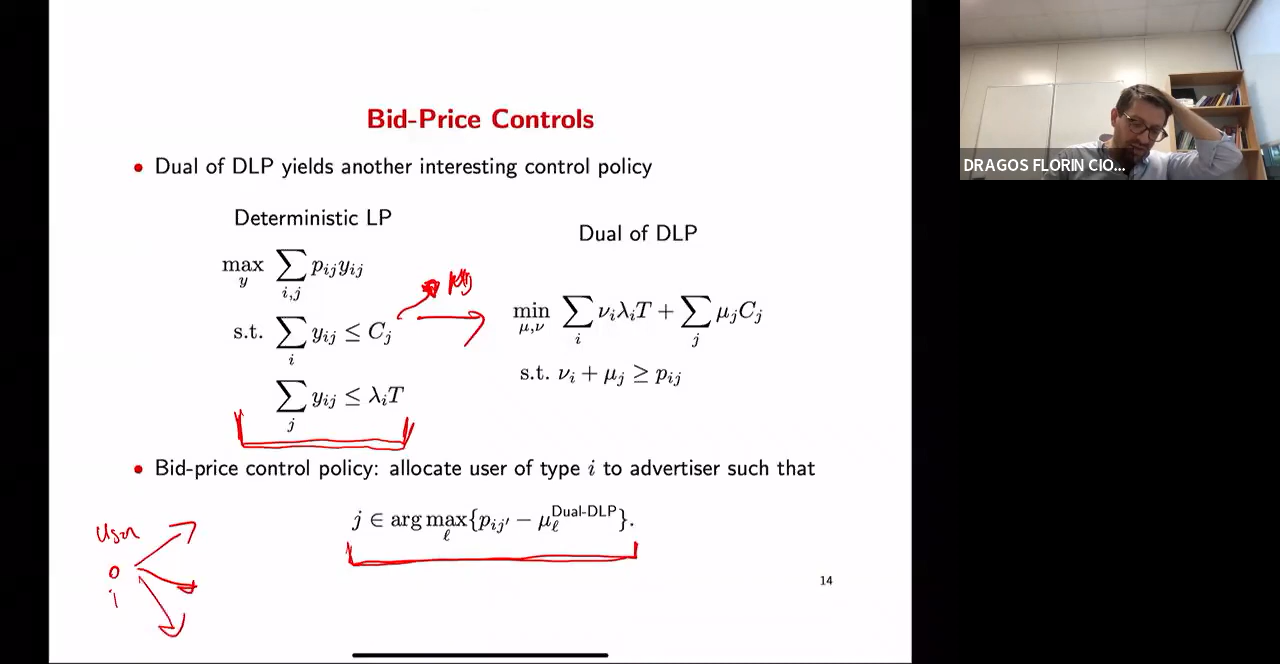 Bid-Price Controls
• Dual of DLP yields another interesting control policy
Deterministic LP
max_y ∑_{i,j} p_{ij} y_{ij}
s.t. ∑_i y_{ij} ≤ C_j
∑_j y_{ij} ≤ λ_i T
Dual of DLP
min_{μ,ν} ∑_i ν_i λ_i T + ∑_j μ_j C_j
s.t. ν_i + μ_j ≥ p_{ij}
• Bid-price control policy: allocate user of type i to advertiser such that
j ∈ arg max_ℓ {p_{ij′} − μ_ℓ^{Dual-DLP}}.
User
i
14
DRAGOS FLORIN CIO...